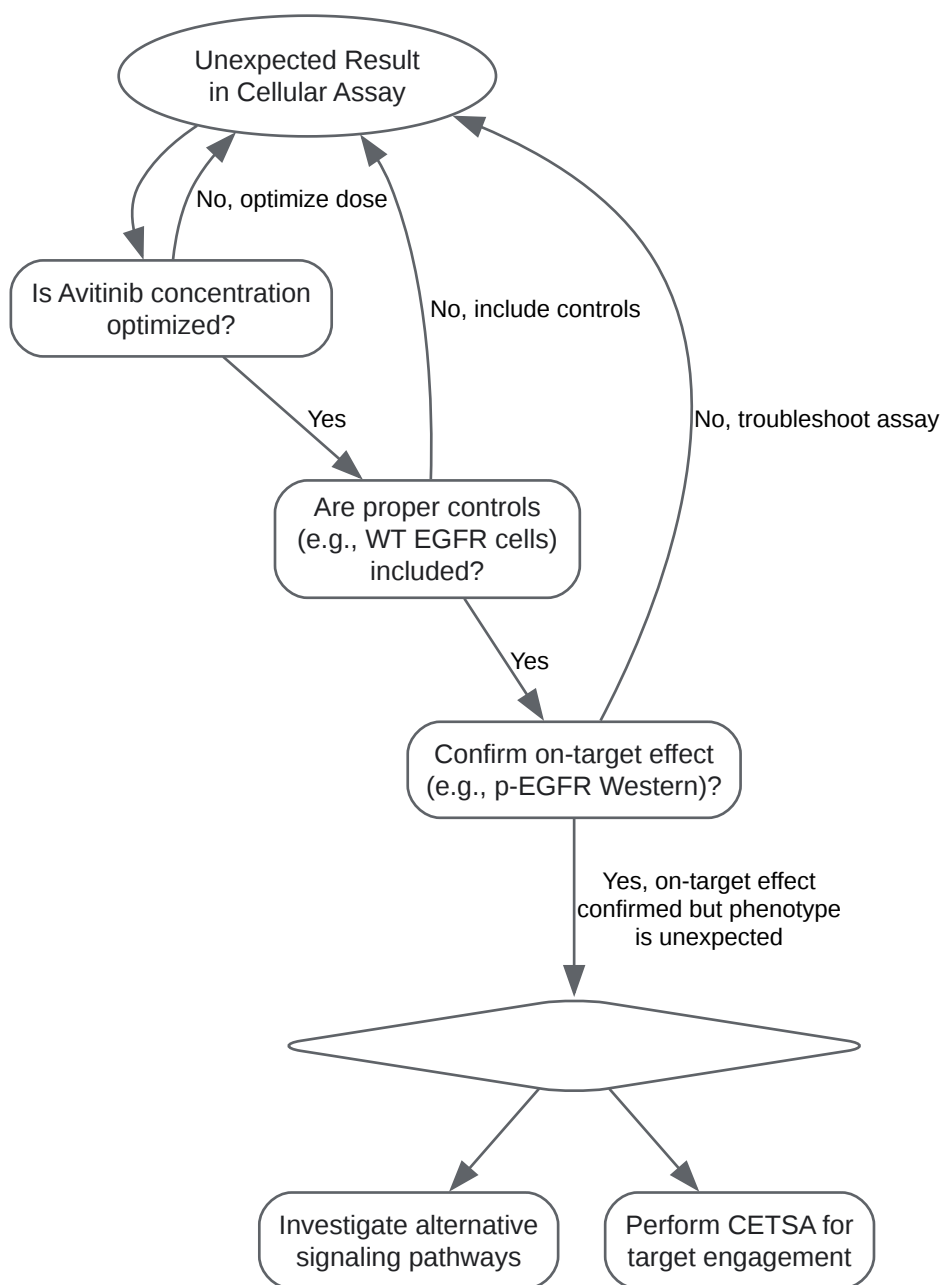 Unexpected Result
in Cellular Assay
No, optimize dose
Is Avitinib concentration
optimized?
No, include controls
Yes
No, troubleshoot assay
Are proper controls
(e.g., WT EGFR cells)
included?
Yes
Confirm on-target effect
(e.g., p-EGFR Western)?
Yes, on-target effect
confirmed but phenotype
is unexpected
Investigate alternative
signaling pathways
Perform CETSA for
target engagement